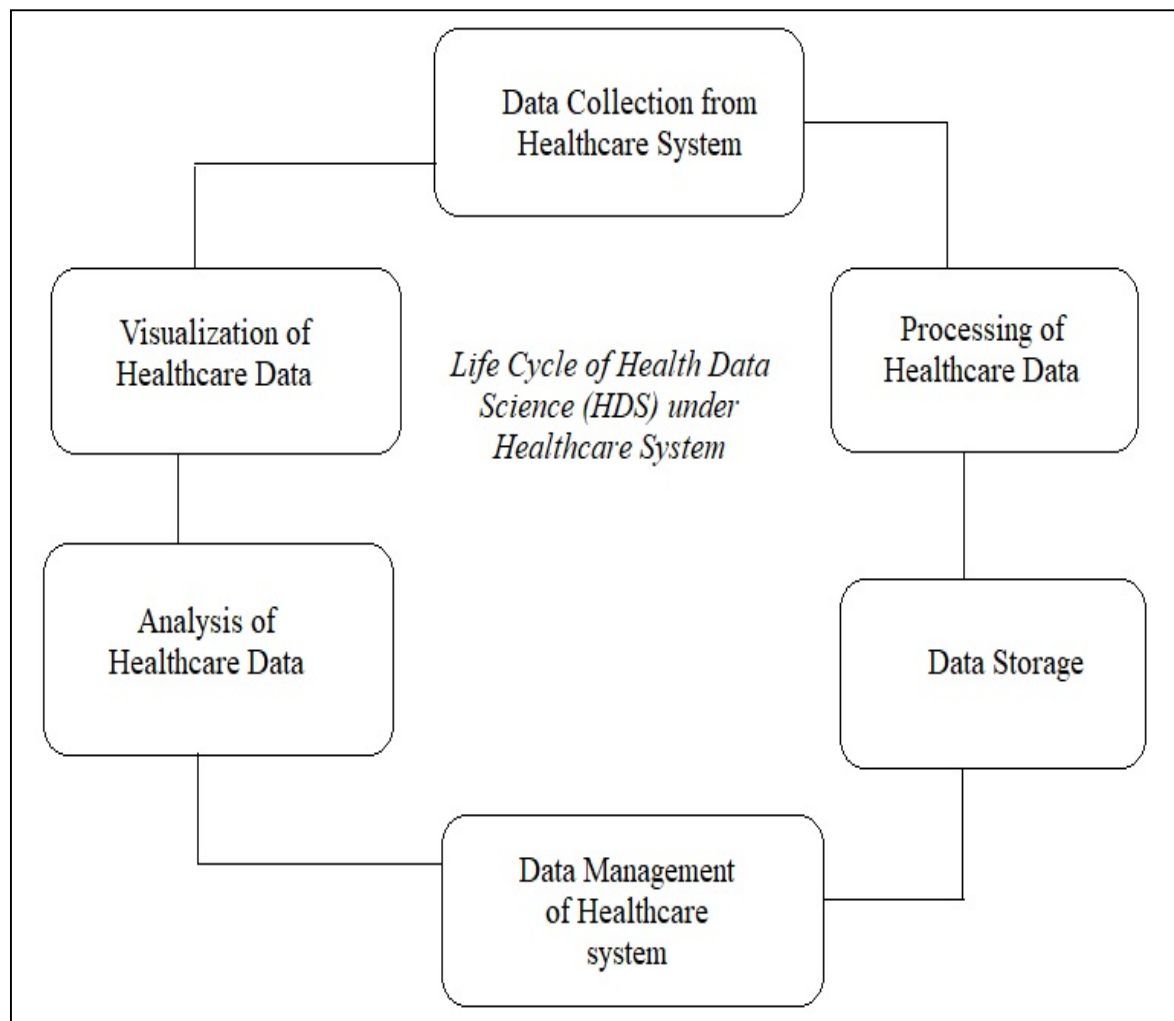 Data Collection from
Healthcare System
Visualization of
Healthcare Data
Life Cycle of Health Data
Science (HDS) under
Healthcare System
Processing of
Healthcare Data
Analysis of
Healthcare Data
Data Storage
Data Management
of Healthcare
system